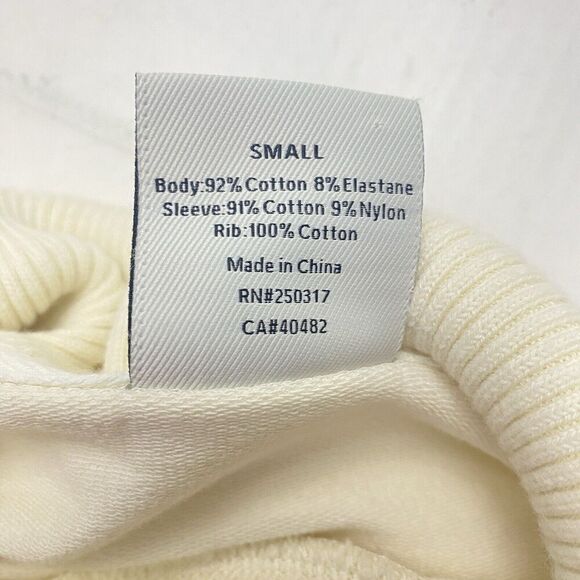 SMALL
Body:92% Cotton 8% Elastane
Sleeve:91% Cotton 9% Nylon
Rib:100% Cotton
Made in China
RN#250317
CA#40482